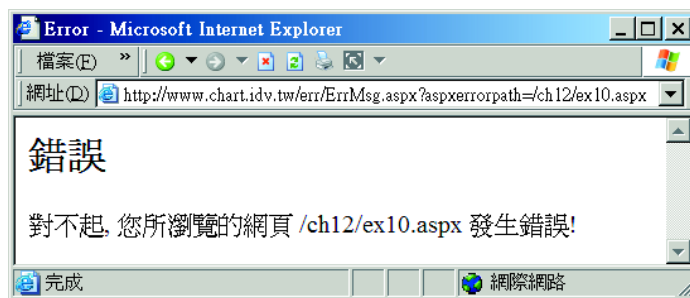 Error - Microsoft Internet Explorer
檔案(F) »
網址(D) http://www.chart.idv.tw/err/ErrMsg.aspx?aspxerrorpath=/ch12/ex10.aspx
錯誤
對不起, 您所瀏覽的網頁 /ch12/ex10.aspx 發生錯誤!
完成 網際網路